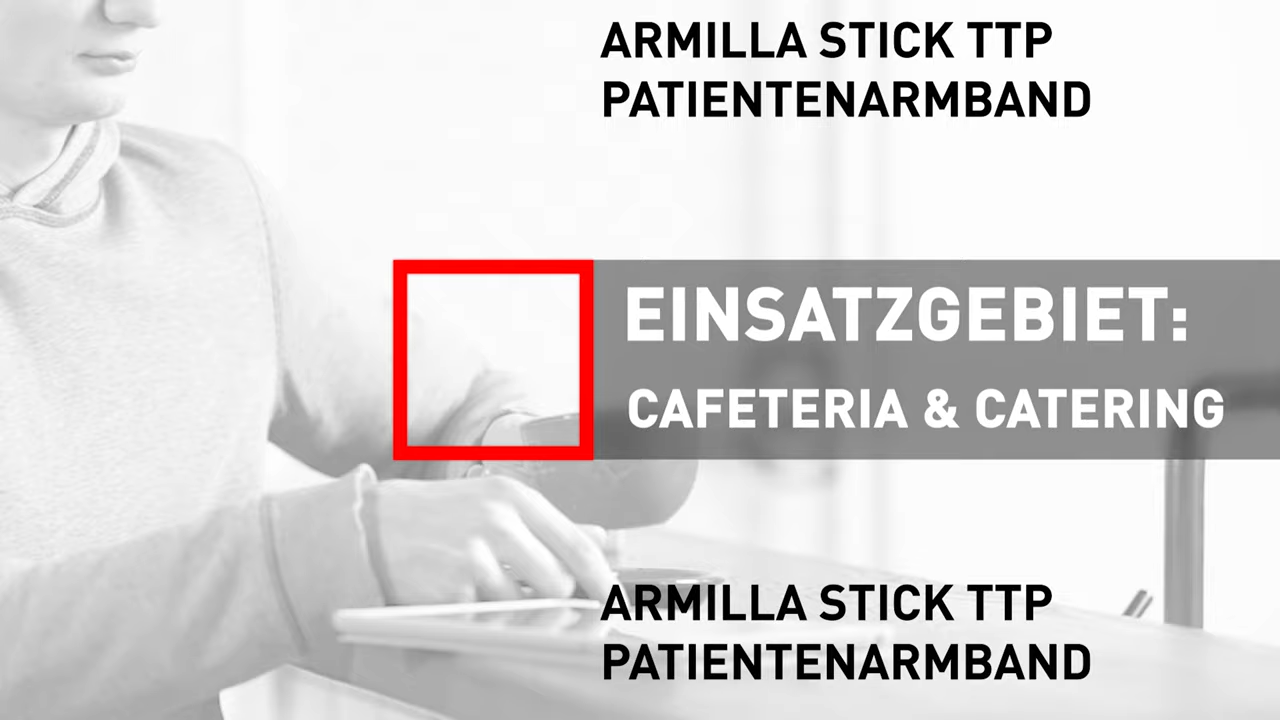 ARMILLA STICK TTP
PATIENTENARMBAND
EINSATZGEBIET:
CAFETERIA & CATERING
ARMILLA STICK TTP
PATIENTENARMBAND